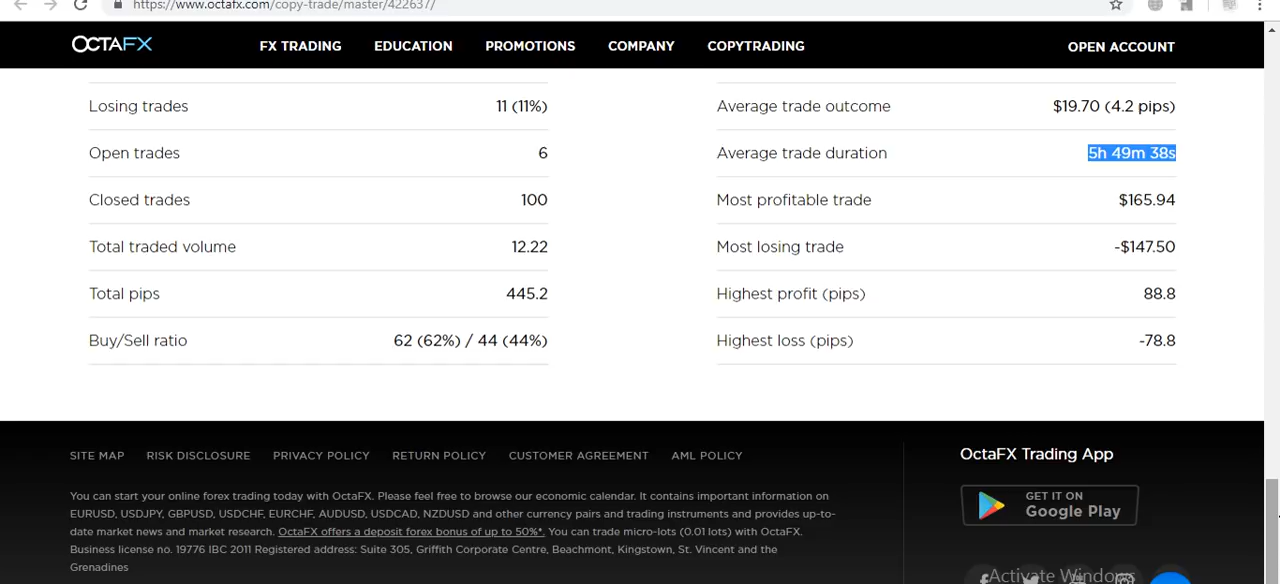 https://www.octafx.com/copy-trade/master/422637/
OCTAFX FX TRADING EDUCATION PROMOTIONS COMPANY COPYTRADING OPEN ACCOUNT
Losing trades 11 (11%)
Open trades 6
Closed trades 100
Total traded volume 12.22
Total pips 445.2
Buy/Sell ratio 62 (62%) / 44 (44%)
Average trade outcome $19.70 (4.2 pips)
Average trade duration 5h 49m 38s
Most profitable trade $165.94
Most losing trade -$147.50
Highest profit (pips) 88.8
Highest loss (pips) -78.8
SITE MAP RISK DISCLOSURE PRIVACY POLICY RETURN POLICY CUSTOMER AGREEMENT AML POLICY
You can start your online forex trading today with OctaFX. Please feel free to browse our economic calendar. It contains important information on
EURUSD, USDJPY, GBPUSD, USDCHF, EURCHF, AUDUSD, USDCAD, NZDUSD and other currency pairs and trading instruments and provides up-to-
date market news and market research. OctaFX offers a deposit forex bonus of up to 50%*. You can trade micro-lots (0.01 lots) with OctaFX.
Business license no. 19776 IBC 2011 Registered address: Suite 305, Griffith Corporate Centre, Beachmont, Kingstown, St. Vincent and the
Grenadines
OctaFX Trading App
GET IT ON
Google Play
Activate Windows